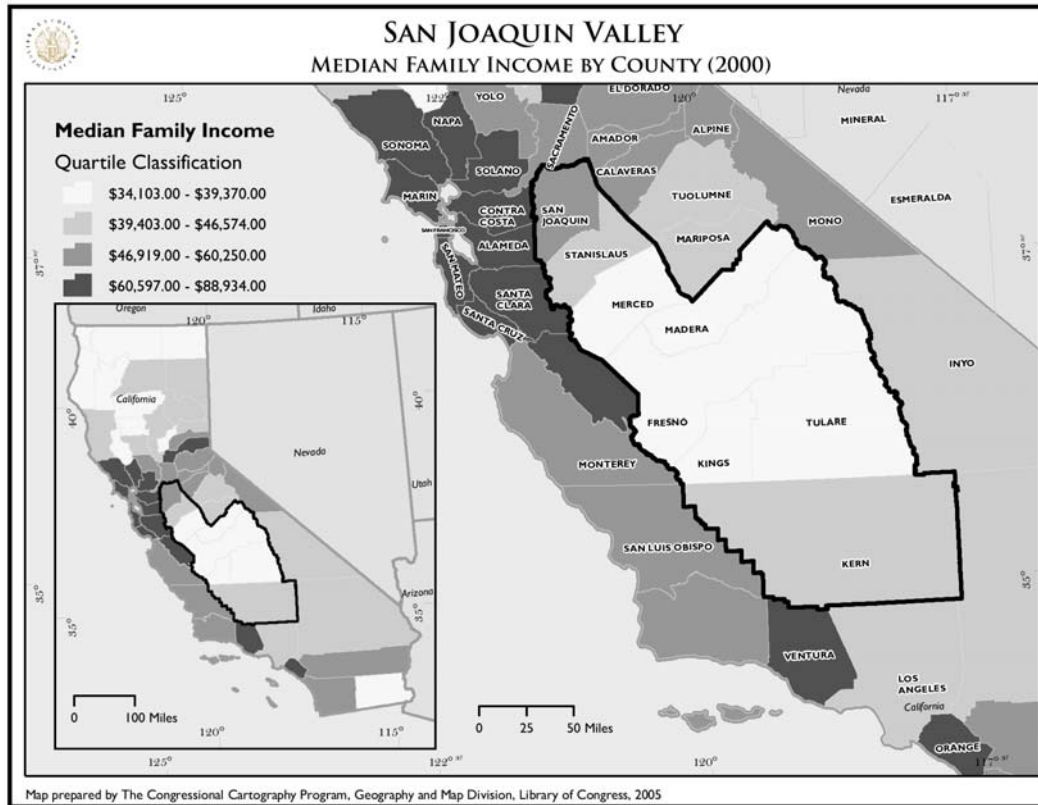 SAN JOAQUIN VALLEY
MEDIAN FAMILY INCOME BY COUNTY (2000)
125°
120°
Nevada
Median Family Income
Quartile Classification
$34,103.00 - $39,370.00
$39,403.00 - $46,574.00
$46,919.00 - $60,250.00
$60,597.00 - $88,934.00
YOLO
EL DORADO
NAPA
SONOMA
SACRAMENTO
AMADOR
ALPINE
MINERAL
SOLANO
CALAVERAS
MARIN
TUOLUMNE
ESMERALDA
CONTRA
COSTA
SAN
JOAQUIN
MONO
SAN FRANCISCO
ALAMEDA
STANISLAUS
MARIPOSA
SAN MATEO
SANTA
CLARA
MERCED
SANTA CRUZ
MADERA
INYO
FRESNO
TULARE
MONTEREY
KINGS
SAN LUIS OBISPO
KERN
VENTURA
LOS
ANGELES
California
ORANGE
35°
Oregon
Idaho
120°
115°
40°
40°
California
Nevada
Utah
Arizona
35°
35°
0 100 Miles
120°
115°
0 25 50 Miles
125°
120°
Map prepared by The Congressional Cartography Program, Geography and Map Division, Library of Congress, 2005